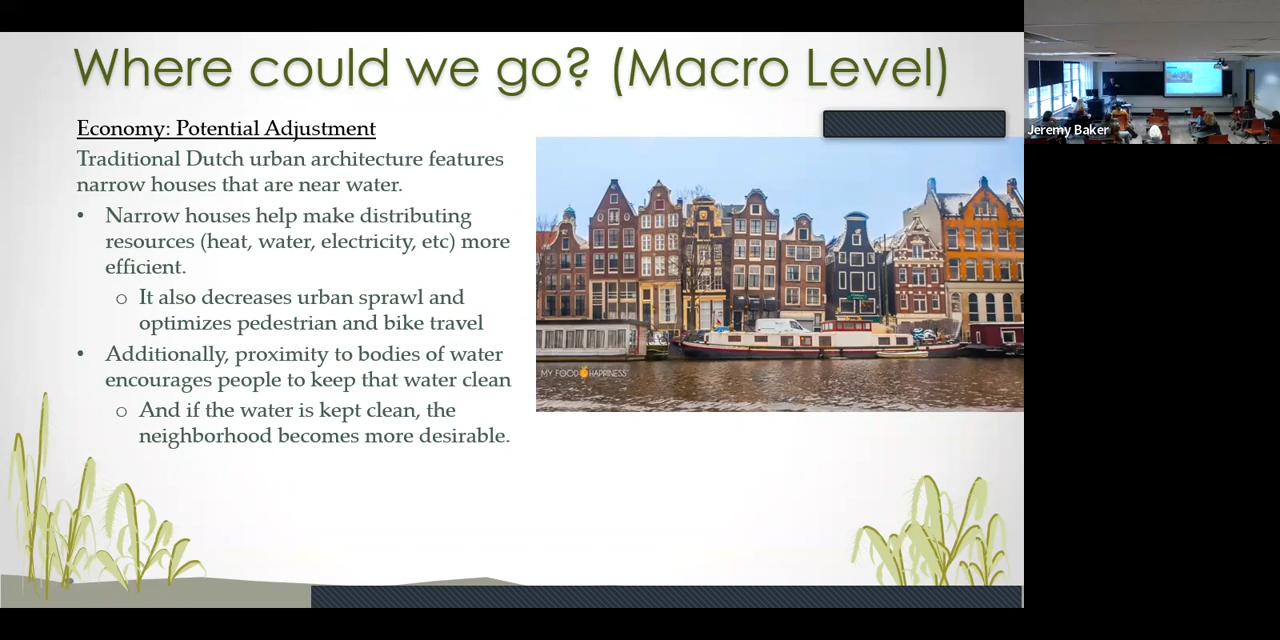 Where could we go? (Macro Level)
Economy: Potential Adjustment
Traditional Dutch urban architecture features
narrow houses that are near water.
• Narrow houses help make distributing
resources (heat, water, electricity, etc) more
efficient.
o It also decreases urban sprawl and
optimizes pedestrian and bike travel
• Additionally, proximity to bodies of water
encourages people to keep that water clean
o And if the water is kept clean, the
neighborhood becomes more desirable.
MY FOOD HAPPINESS
Jeremy Baker